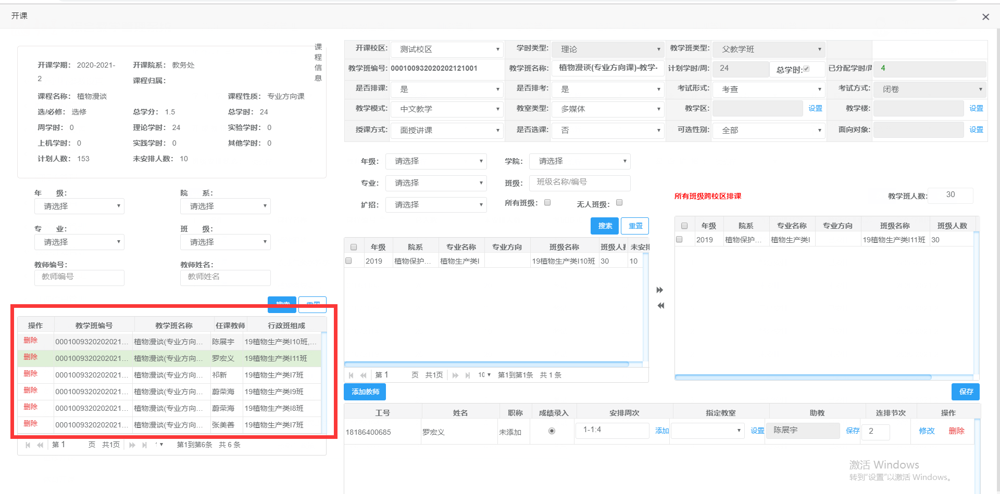 开课
课程信息
开课学期： 2020-2021-2
开课院系： 教务处
课程归属：
课程名称： 植物漫谈
课程性质： 专业方向课
选/必修： 选修
总学分： 1.5
总学时： 24
周学时： 0
理论学时： 24
实验学时： 0
上机学时： 0
实践学时： 0
其他学时： 0
计划人数： 153
未安排人数： 10
年 级： 请选择
院 系： 请选择
专 业： 请选择
班 级： 请选择
教师编号： 教师编号
教师姓名： 教师姓名
搜索 重置
操作 教学班编号 教学班名称 任课教师 行政班组成
删除 0001009320202021... 植物漫谈(专业方向... 陈展宇 19植物生产类I10班,...
删除 0001009320202021... 植物漫谈(专业方向... 罗宏义 19植物生产类I11班
删除 0001009320202021... 植物漫谈(专业方向... 祁新 19植物生产类I7班
删除 0001009320202021... 植物漫谈(专业方向... 蔚荣海 19植物生产类I9班
删除 0001009320202021... 植物漫谈(专业方向... 蔚荣海 19植物生产类I8班
删除 0001009320202021... 植物漫谈(专业方向... 张美善 19植物生产类I7班
第 1 页 共1页 第1到第6条 共 6 条
开课校区: 测试校区 学时类型: 理论 教学班类型: 父教学班
教学班编号: 000100932020202121001 教学班名称: 植物漫谈(专业方向课)-教学- 计划学时/周: 24 总学时: 已分配学时/周 4
是否排课: 是 是否排考: 是 考试形式: 考查 考试方式: 闭卷
教学模式: 中文教学 教室类型: 多媒体 教学区: 设置 教学楼: 设置
授课方式: 面授讲课 是否选课: 否 可选性别: 全部 面向对象: 设置
年级： 请选择 学院： 请选择
专业： 请选择 班级： 班级名称/编号
扩招： 请选择 所有班级： 无人班级：
搜索 重置
年级 院系 专业名称 专业方向 班级名称 班级人数 未安排
2019 植物保护... 植物生产类I 19植物生产类I10班 30 10
第 1 页 共1页 10 第1到第1条 共 1 条
所有班级跨校区排课
教学班人数: 30
年级 院系 专业名称 专业方向 班级名称 班级人数
2019 植物保护... 植物生产类I 19植物生产类I11班 30
添加教师
保存
工号 姓名 职称 成绩录入 安排周次 指定教室 助教 连排节次 操作
18186400685 罗宏义 未添加 1-1:4 添加 设置 陈展宇 保存 2 修改 删除
激活 Windows
转到“设置”以激活 Windows。